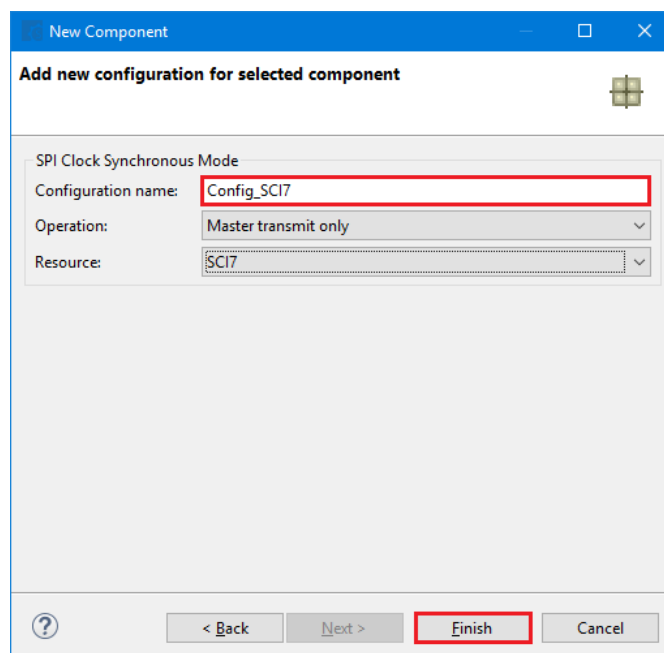 New Component
Add new configuration for selected component
SPI Clock Synchronous Mode
Configuration name: Config_SCI7
Operation: Master transmit only
Resource: SCI7
? < Back Next > Finish Cancel